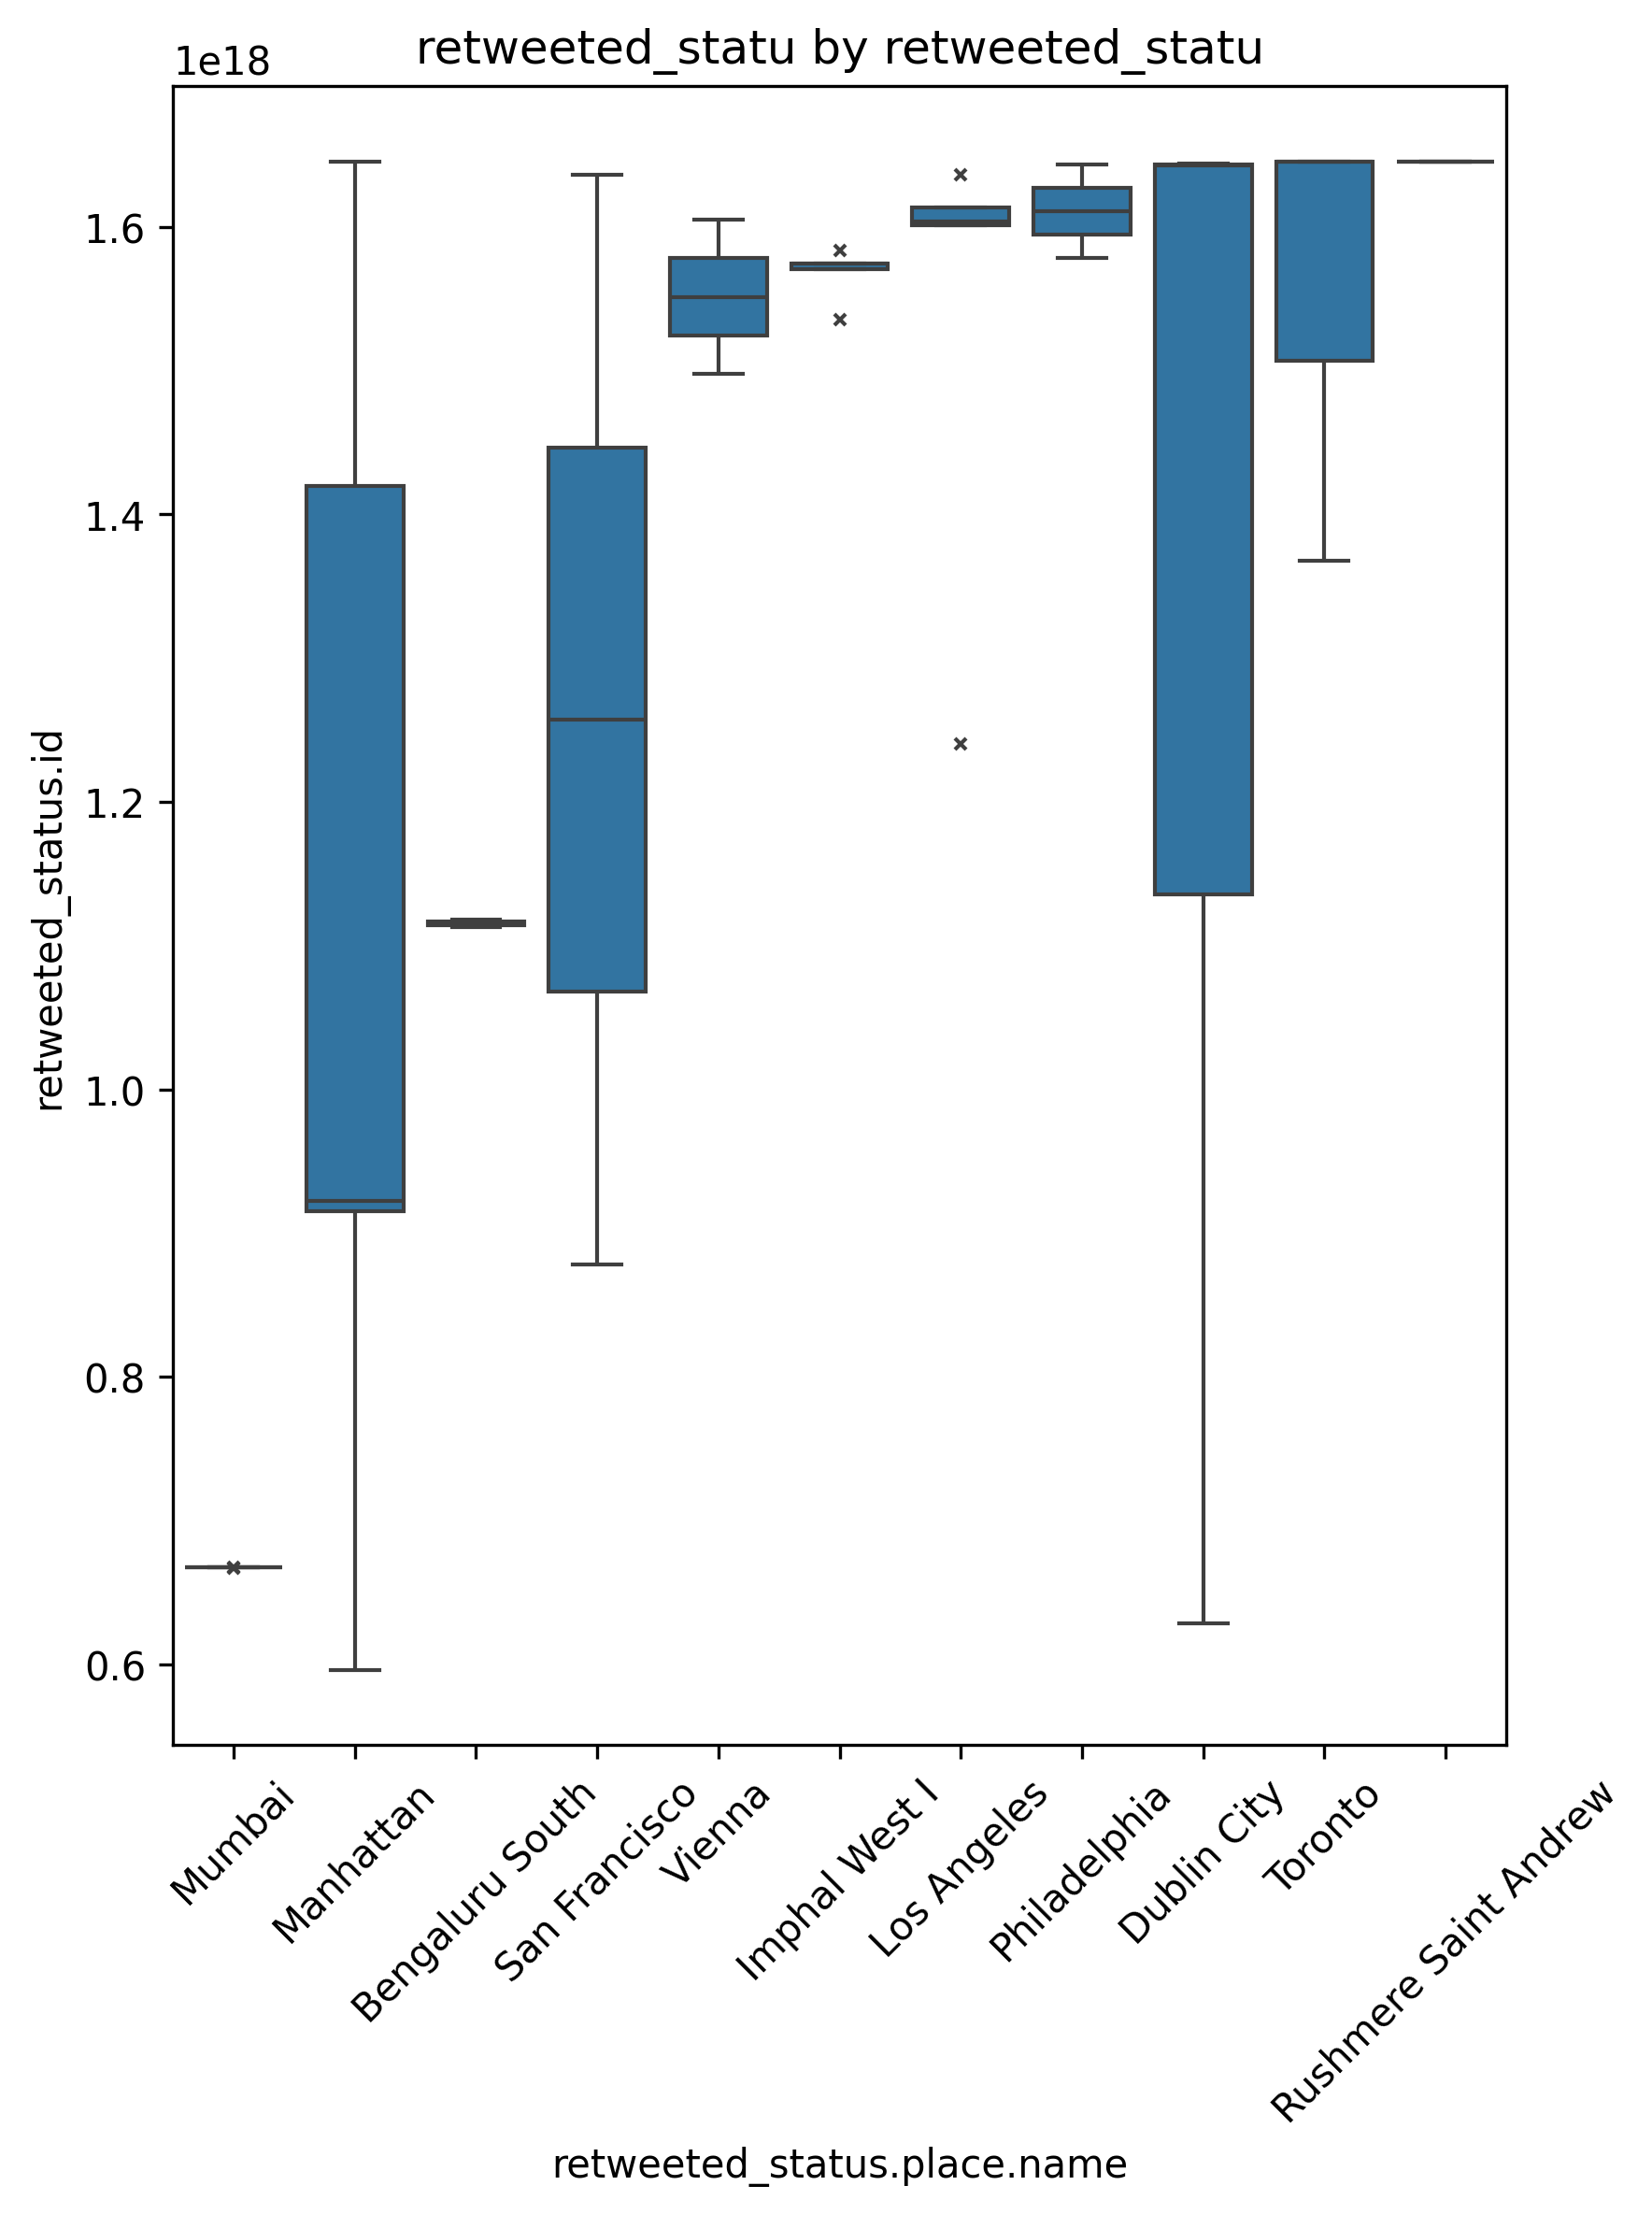 retweeted_statu by retweeted_statu
1e18
1.6
1.4
1.2
1.0
0.8
0.6
retweeted_status.id
Mumbai
Manhattan
Bengaluru South
San Francisco
Vienna
Imphal West I
Los Angeles
Philadelphia
Dublin City
Toronto
Rushmere Saint Andrew
retweeted_status.place.name